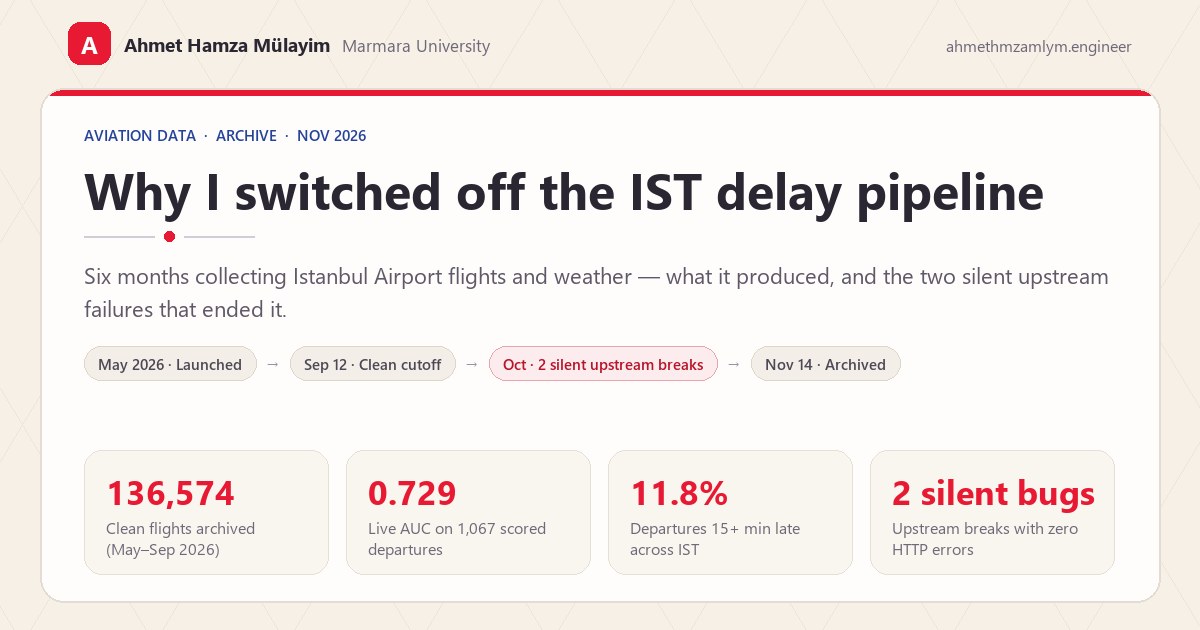 A Ahmet Hamza Mülayim Marmara University ahmethmzamlym.engineer
AVIATION DATA · ARCHIVE · NOV 2026
Why I switched off the IST delay pipeline
Six months collecting Istanbul Airport flights and weather — what it produced, and the two silent upstream
failures that ended it.
May 2026 · Launched → Sep 12 · Clean cutoff → Oct · 2 silent upstream breaks → Nov 14 · Archived
136,574
Clean flights archived
(May–Sep 2026)
0.729
Live AUC on 1,067 scored
departures
11.8%
Departures 15+ min late
across IST
2 silent bugs
Upstream breaks with zero
HTTP errors